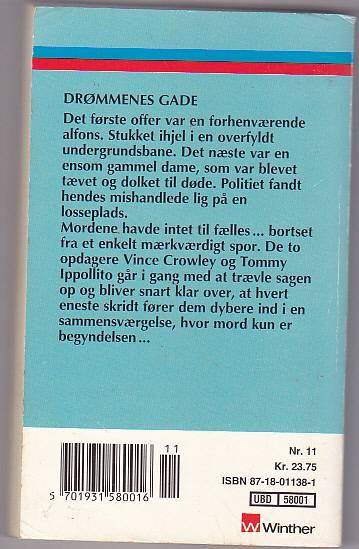 DRØMMENES GADE
Det første offer var en forhenværende
alfons. Stukket ihjel i en overfyldt
undergrundsbane. Det næste var en
ensom gammel dame, som var blevet
tævet og dolket til døde. Politiet fandt
hendes mishandlede lig på en
losseplads.
Mordene havde intet til fælles... bortset
fra et enkelt mærkværdigt spor. De to
opdagere Vince Crowley og Tommy
Ippollito går i gang med at trævle sagen
op og bliver snart klar over, at hvert
eneste skridt fører dem dybere ind i en
sammensværgelse, hvor mord kun er
begyndelsen...
11
5 701931 580016
Nr. 11
Kr. 23.75
ISBN 87-18-01138-1
UBD 58001
W Winther